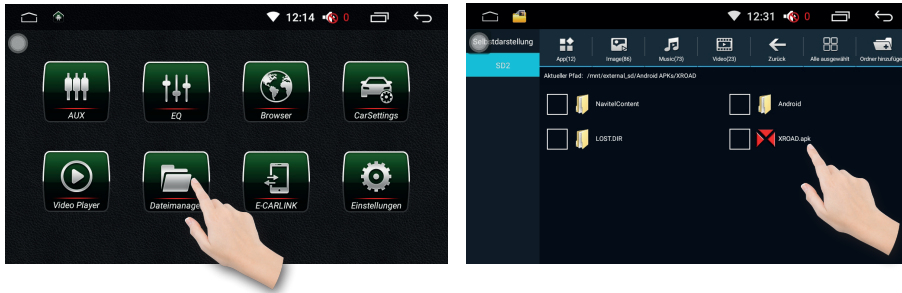 12:14
0
AUX
EQ
Browser
CarSettings
Video Player
Dateimanage
E-CARLINK
Einstellungen
12:31
0
Selbstdarstellung
SD2
App(12)
Image(86)
Music(73)
Video(23)
Zurück
Alle ausgewählt
Ordner hinzufüge
Aktueller Pfad: /mnt/external_sd/Android APKs/XROAD
NavitelContent
Android
LOST.DIR
XROAD.apk